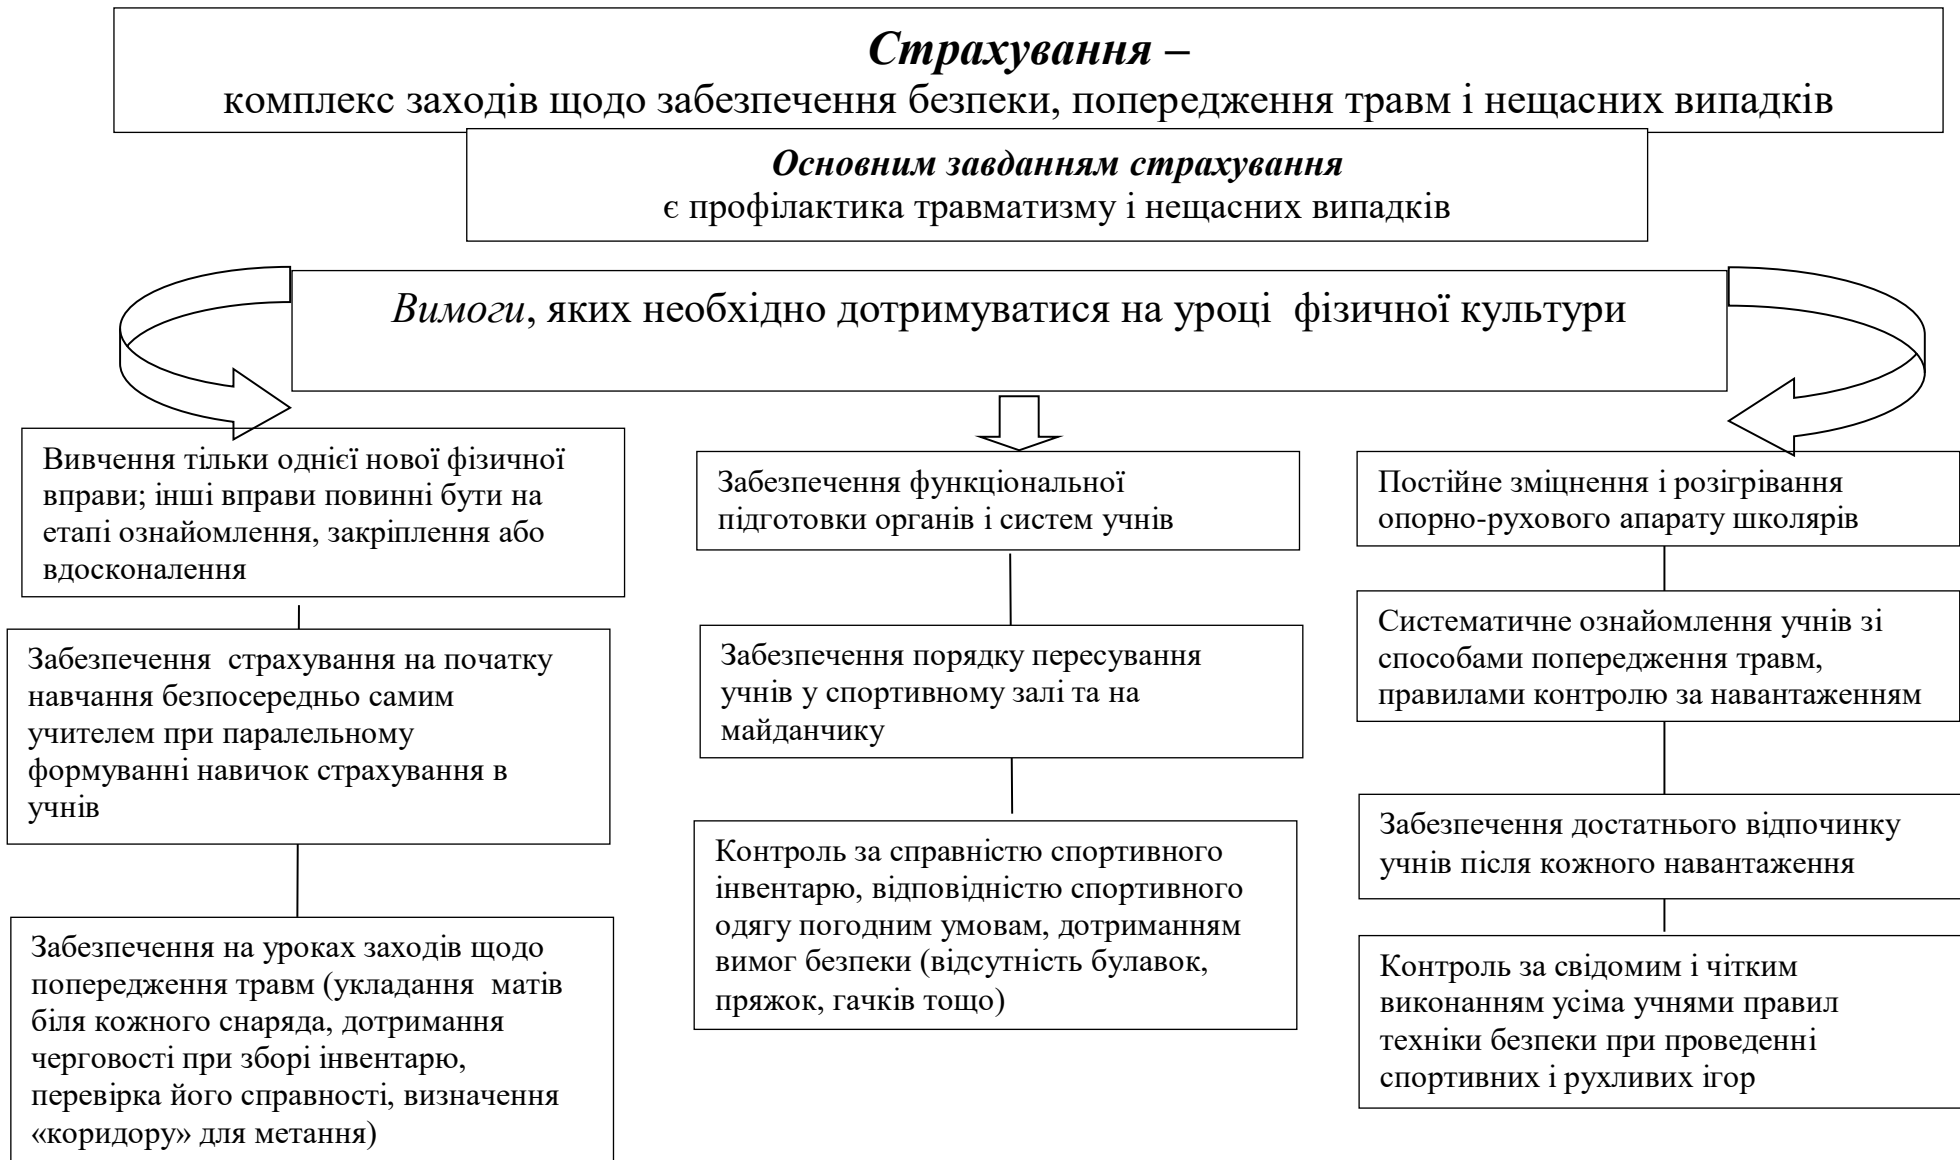 Страхування –
комплекс заходів щодо забезпечення безпеки, попередження травм і нещасних випадків
Основним завданням страхування
є профілактика травматизму і нещасних випадків
Вимоги, яких необхідно дотримуватися на уроці фізичної культури
Вивчення тільки однієї нової фізичної
вправи; інші вправи повинні бути на
етапі ознайомлення, закріплення або
вдосконалення
Забезпечення страхування на початку
навчання безпосередньо самим
учителем при паралельному
формуванні навичок страхування в
учнів
Забезпечення на уроках заходів щодо
попередження травм (укладання матів
біля кожного снаряда, дотримання
черговості при зборі інвентарю,
перевірка його справності, визначення
«коридору» для метання)
Забезпечення функціональної
підготовки органів і систем учнів
Забезпечення порядку пересування
учнів у спортивному залі та на
майданчику
Контроль за справністю спортивного
інвентарю, відповідністю спортивного
одягу погодним умовам, дотриманням
вимог безпеки (відсутність булавок,
пряжок, гачків тощо)
Постійне зміцнення і розігрівання
опорно-рухового апарату школярів
Систематичне ознайомлення учнів зі
способами попередження травм,
правилами контролю за навантаженням
Забезпечення достатнього відпочинку
учнів після кожного навантаження
Контроль за свідомим і чітким
виконанням усіма учнями правил
техніки безпеки при проведенні
спортивних і рухливих ігор